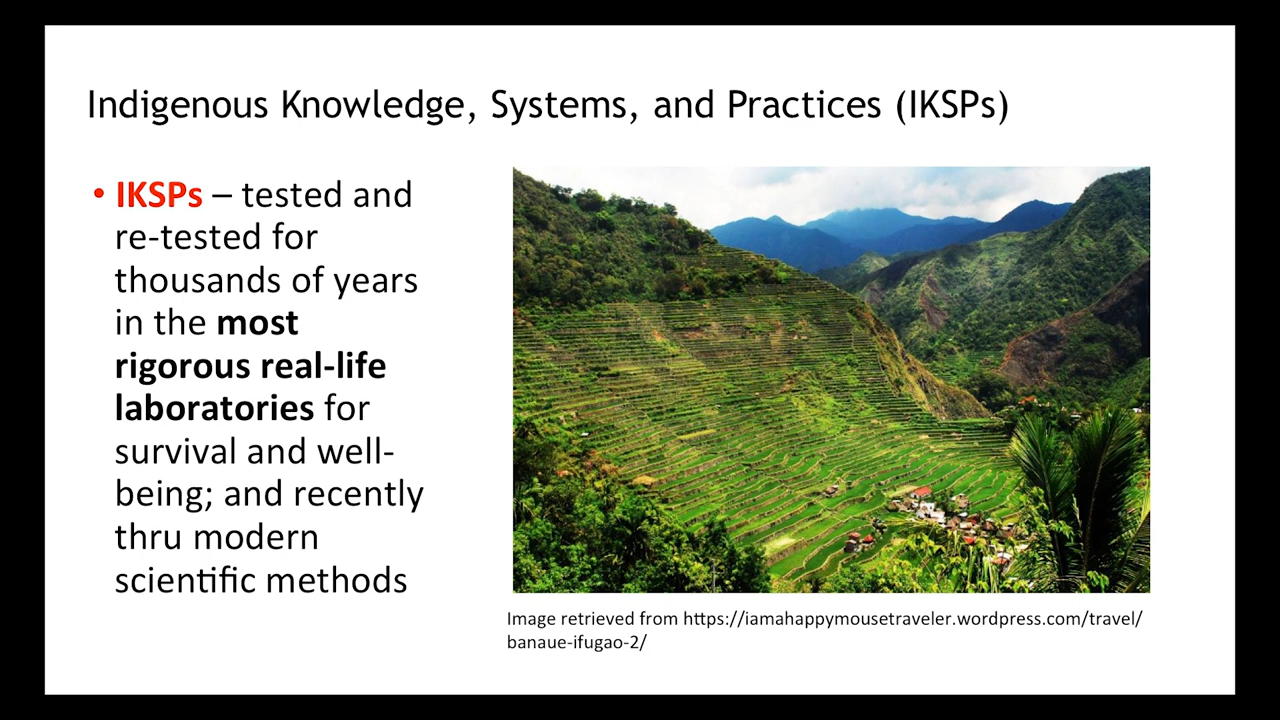 Indigenous Knowledge, Systems, and Practices (IKSPs)
• IKSPs – tested and
re-tested for
thousands of years
in the most
rigorous real-life
laboratories for
survival and well-
being; and recently
thru modern
scientific methods
Image retrieved from https://iamahappymousetraveler.wordpress.com/travel/
banaue-ifugao-2/